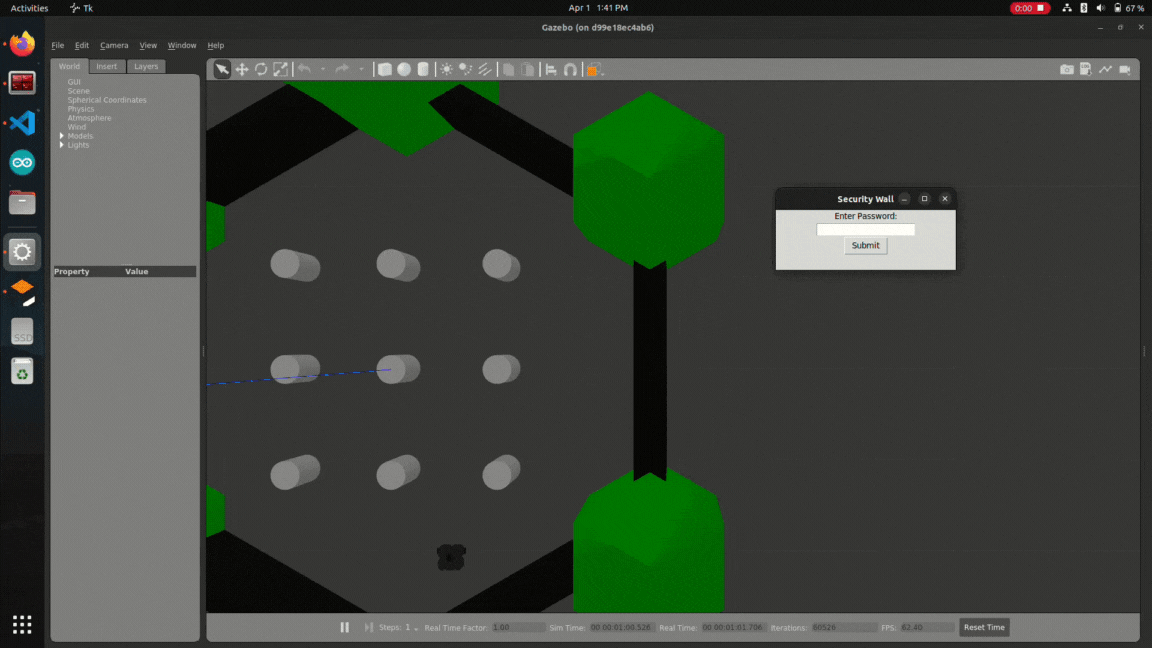 Activities Tk Apr 1 1:41 PM 0:00 67 %
Gazebo (on d99e18ec4ab6)
File Edit Camera View Window Help
World Insert Layers
GUI
Scene
Spherical Coordinates
Physics
Atmosphere
Wind
Models
Lights
Property Value
Security Wall
Enter Password:
Submit
SSD
Steps: 1 Real Time Factor: 1.00 Sim Time: 00 00:01:00.526 Real Time: 00 00:01:01.706 Iterations: 60526 FPS: 62.40 Reset Time